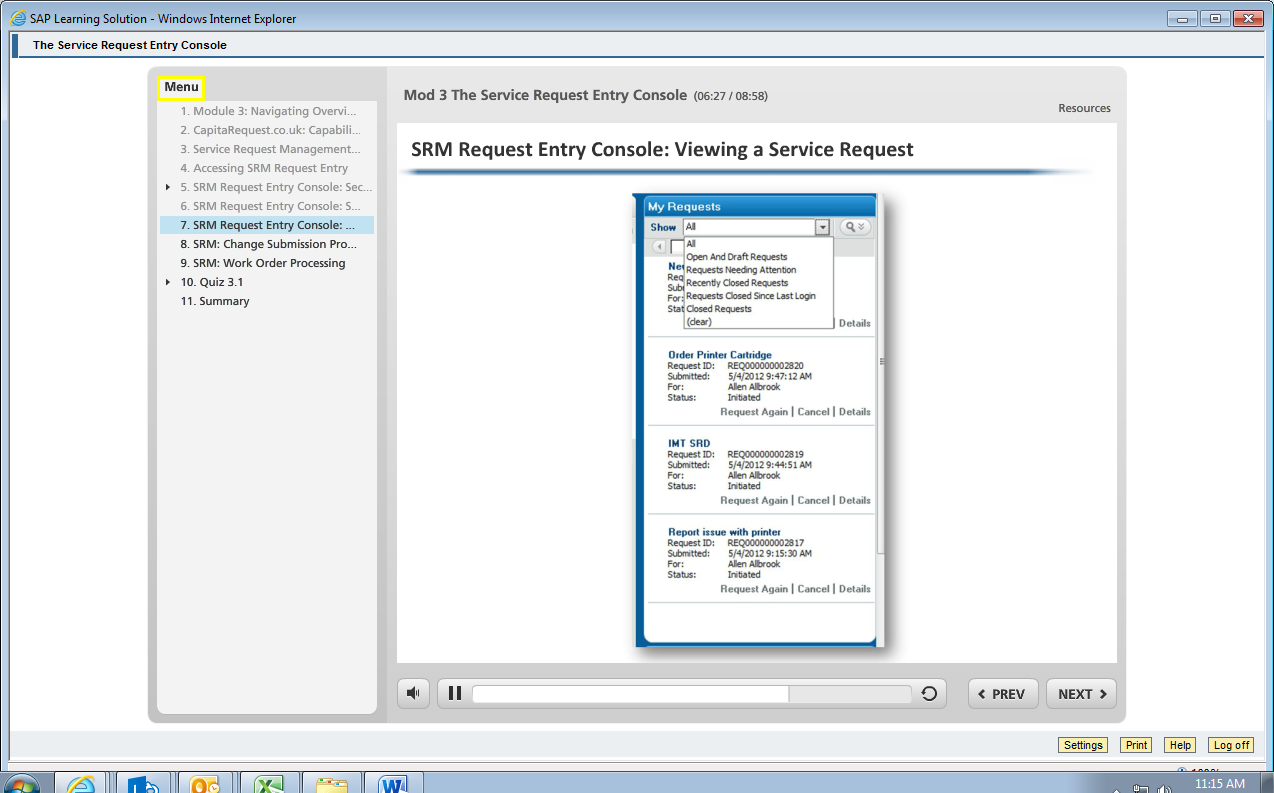 SAP Learning Solution - Windows Internet Explorer
The Service Request Entry Console
Menu
1. Module 3: Navigating Overvi...
2. CapitaRequest.co.uk: Capabili...
3. Service Request Management...
4. Accessing SRM Request Entry
5. SRM Request Entry Console: Sec...
6. SRM Request Entry Console: S...
7. SRM Request Entry Console: ...
8. SRM: Change Submission Pro...
9. SRM: Work Order Processing
10. Quiz 3.1
11. Summary
Mod 3 The Service Request Entry Console (06:27 / 08:58)
Resources
SRM Request Entry Console: Viewing a Service Request
My Requests
Show All
All
Open And Draft Requests
Requests Needing Attention
Recently Closed Requests
Requests Closed Since Last Login
Closed Requests
(clear)
Details
Order Printer Cartridge
Request ID: REQ000000002820
Submitted: 5/4/2012 9:47:12 AM
For: Allen Allbrook
Status: Initiated
Request Again | Cancel | Details
IMT SRD
Request ID: REQ000000002819
Submitted: 5/4/2012 9:44:51 AM
For: Allen Allbrook
Status: Initiated
Request Again | Cancel | Details
Report issue with printer
Request ID: REQ000000002817
Submitted: 5/4/2012 9:15:30 AM
For: Allen Allbrook
Status: Initiated
Request Again | Cancel | Details
PREV
NEXT
Settings
Print
Help
Log off
11:15 AM